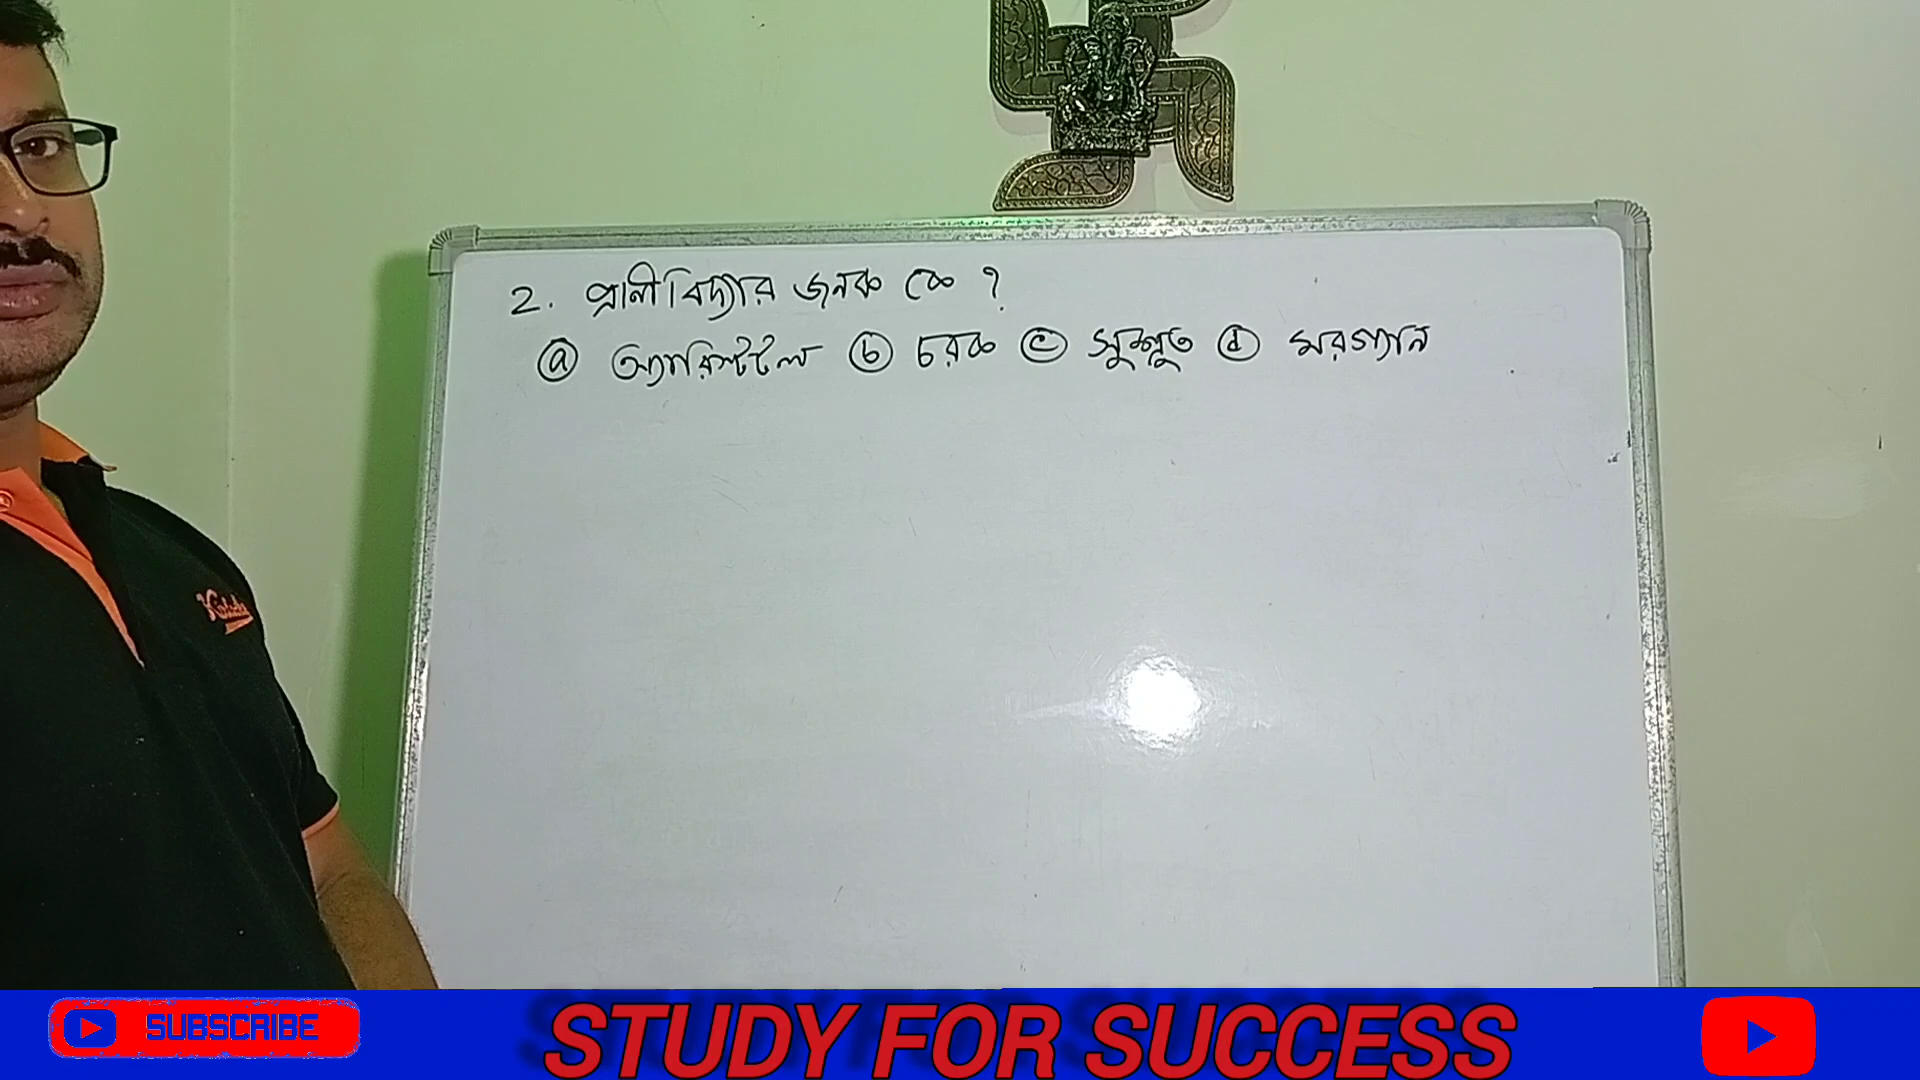 2. প্রাণীবিদ্যার জনক কে ?
ⓐ অ্যারিস্টটল ⓑ চরক ⓒ সুশ্রুত ⓓ মরগ্যান
SUBSCRIBE
STUDY FOR SUCCESS